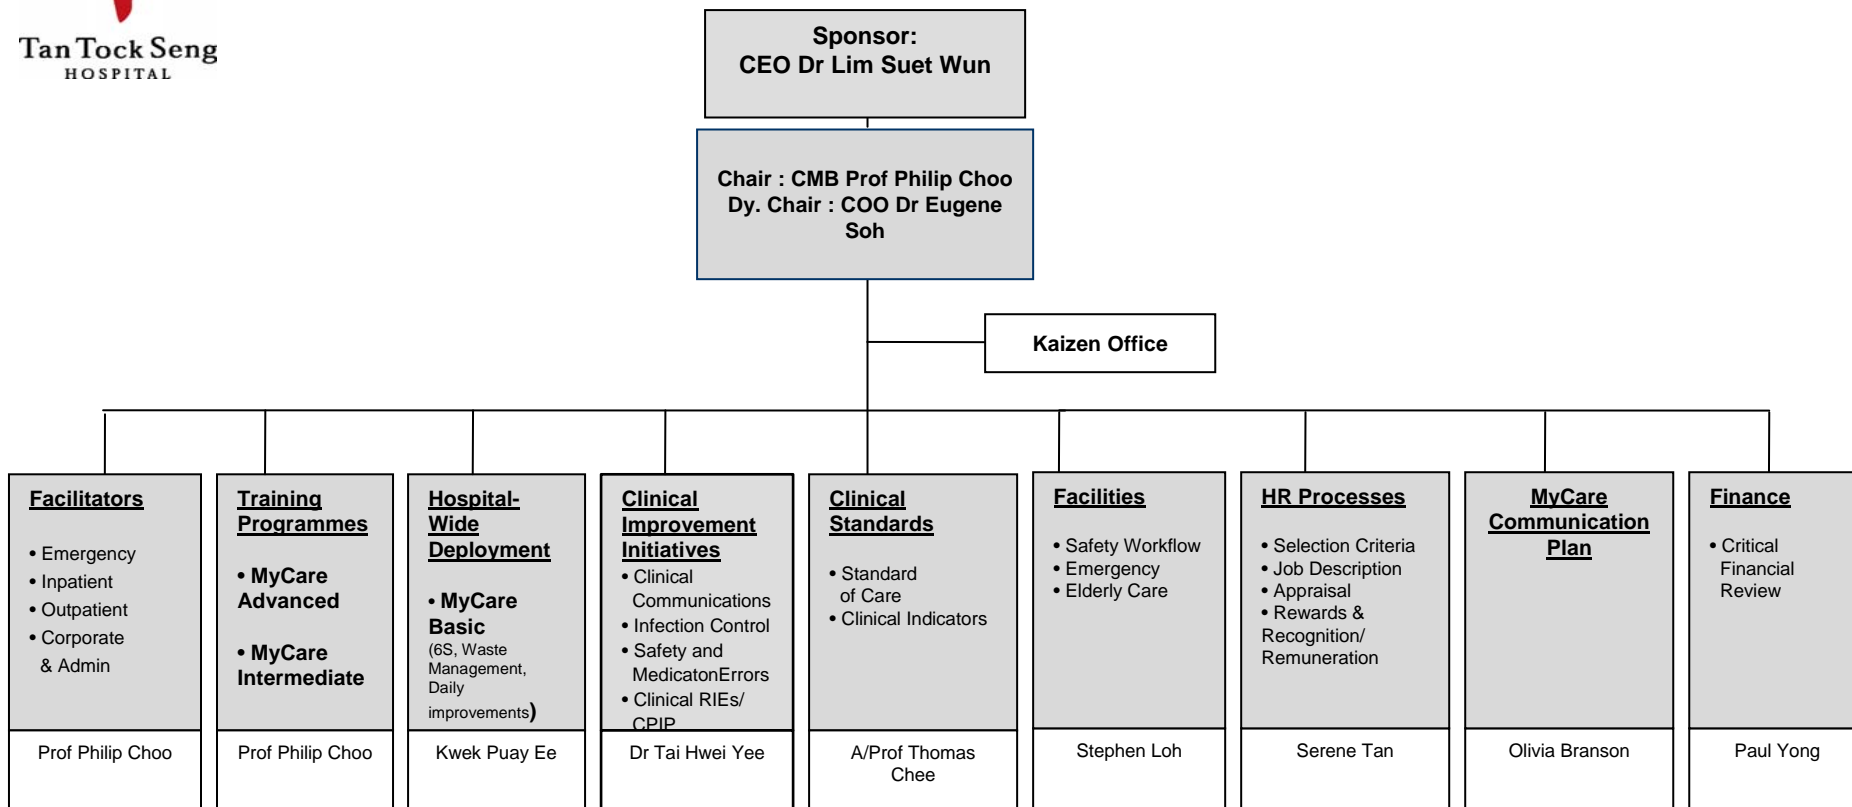 Tan Tock Seng
HOSPITAL
Sponsor:
CEO Dr Lim Suet Wun
Chair : CMB Prof Philip Choo
Dy. Chair : COO Dr Eugene
Soh
Kaizen Office
Facilitators
• Emergency
• Inpatient
• Outpatient
• Corporate
& Admin
Prof Philip Choo
Training
Programmes
• MyCare
Advanced
• MyCare
Intermediate
Prof Philip Choo
Hospital-
Wide
Deployment
• MyCare
Basic
(6S, Waste
Management,
Daily
improvements)
Kwek Puay Ee
Clinical
Improvement
Initiatives
• Clinical
Communications
• Infection Control
• Safety and
MedicatonErrors
• Clinical RIEs/
CPIP
Dr Tai Hwei Yee
Clinical
Standards
• Standard
of Care
• Clinical Indicators
A/Prof Thomas
Chee
Facilities
• Safety Workflow
• Emergency
• Elderly Care
Stephen Loh
HR Processes
• Selection Criteria
• Job Description
• Appraisal
• Rewards &
Recognition/
Remuneration
Serene Tan
MyCare
Communication
Plan
Olivia Branson
Finance
• Critical
Financial
Review
Paul Yong